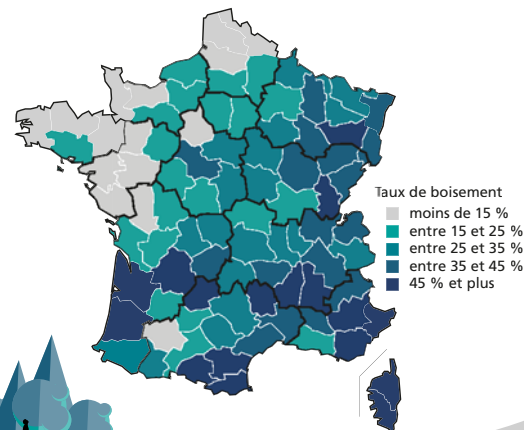 Taux de boisement
moins de 15 %
entre 15 et 25 %
entre 25 et 35 %
entre 35 et 45 %
45 % et plus